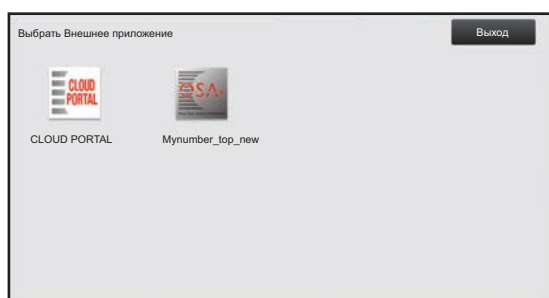 Выбрать Внешнее приложение
Выход
CLOUD
PORTAL
OSA
CLOUD PORTAL
Mynumber_top_new